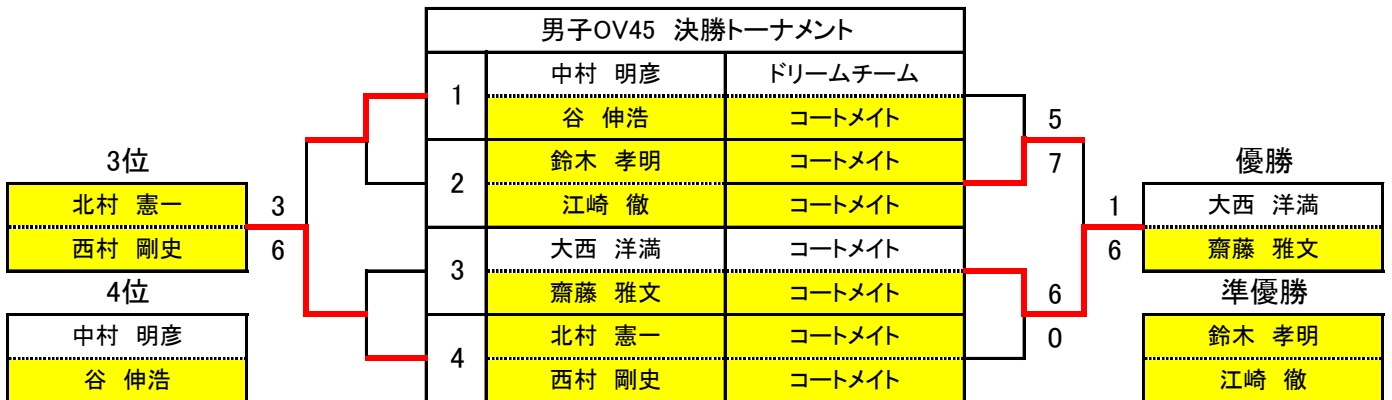 男子OV45 決勝トーナメント
1 中村 明彦 ドリームチーム
谷 伸浩 コートメイト
2 鈴木 孝明 コートメイト
江崎 徹 コートメイト
3 大西 洋満 コートメイト
齋藤 雅文 コートメイト
4 北村 憲一 コートメイト
西村 剛史 コートメイト
3位
北村 憲一
西村 剛史
3
6
4位
中村 明彦
谷 伸浩
5
7
6
0
1
6
優勝
大西 洋満
齋藤 雅文
準優勝
鈴木 孝明
江崎 徹